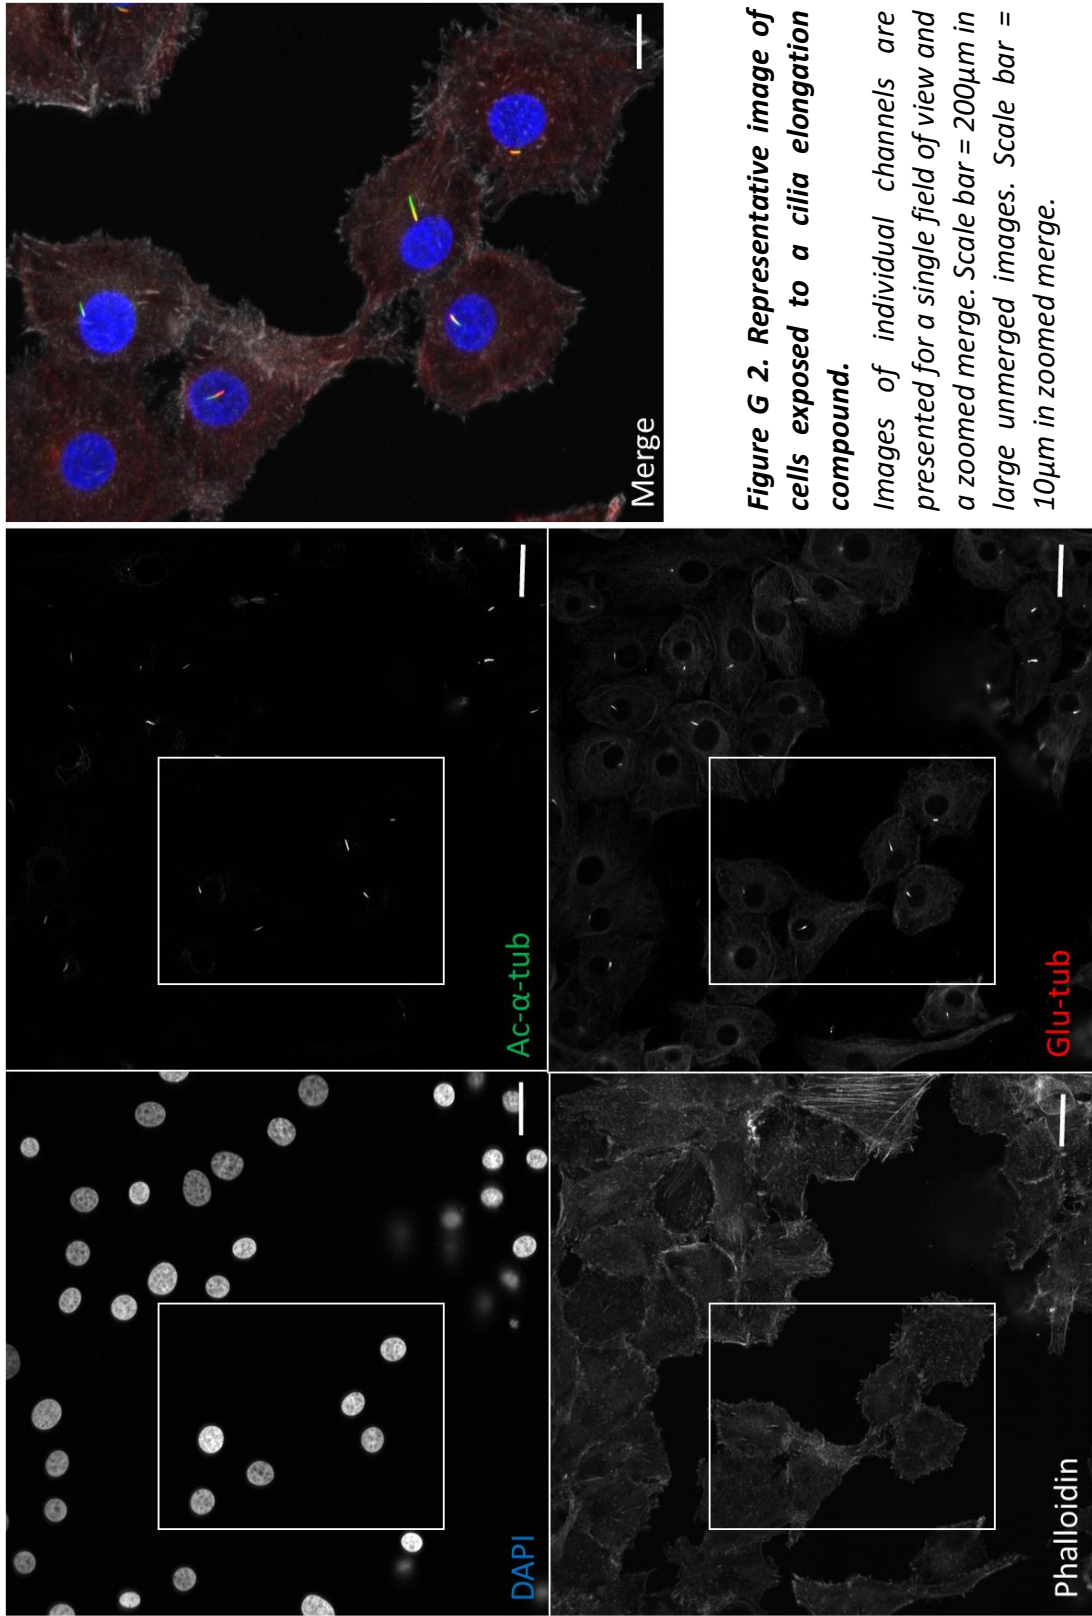 DAPI
Ac-α-tub
Merge
Phalloidin
Glu-tub
Figure G 2. Representative image of
cells exposed to a cilia elongation
compound.
Images of individual channels are
presented for a single field of view and
a zoomed merge. Scale bar = 200μm in
large unmerged images. Scale bar =
10μm in zoomed merge.